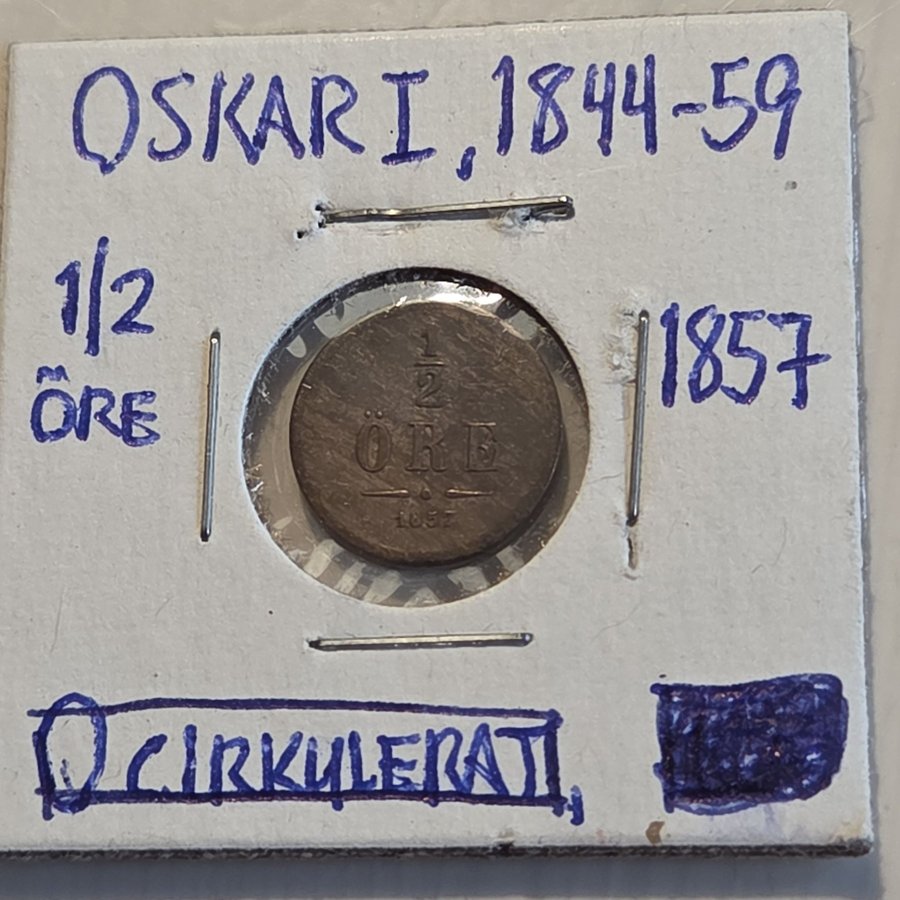 OSKAR I, 1844-59
1/2
ÖRE
1857
1
2
ÖRE
1857
OCIRKULERAT,